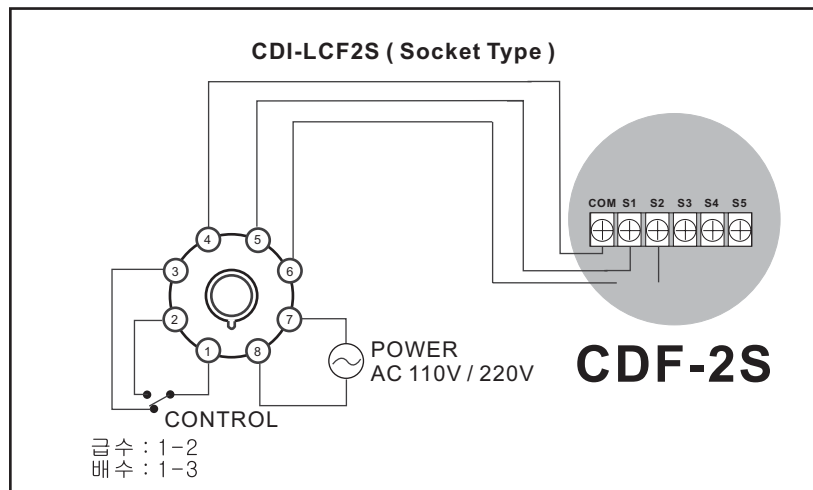 CDI-LCF2S ( Socket Type )
COM S1 S2 S3 S4 S5
4 5
3 6
2 7
1 8
POWER
AC 110V / 220V
CDF-2S
CONTROL
급수 : 1-2
배수 : 1-3